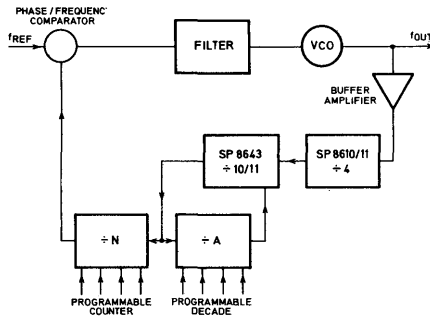 PHASE / FREQUENC'
COMPARATOR
fREF
FILTER
VCO
fOUT
BUFFER
AMPLIFIER
SP 8643
÷ 10/11
SP 8610/11
÷ 4
÷ N
÷ A
PROGRAMMABLE
COUNTER
PROGRAMMABLE
DECADE